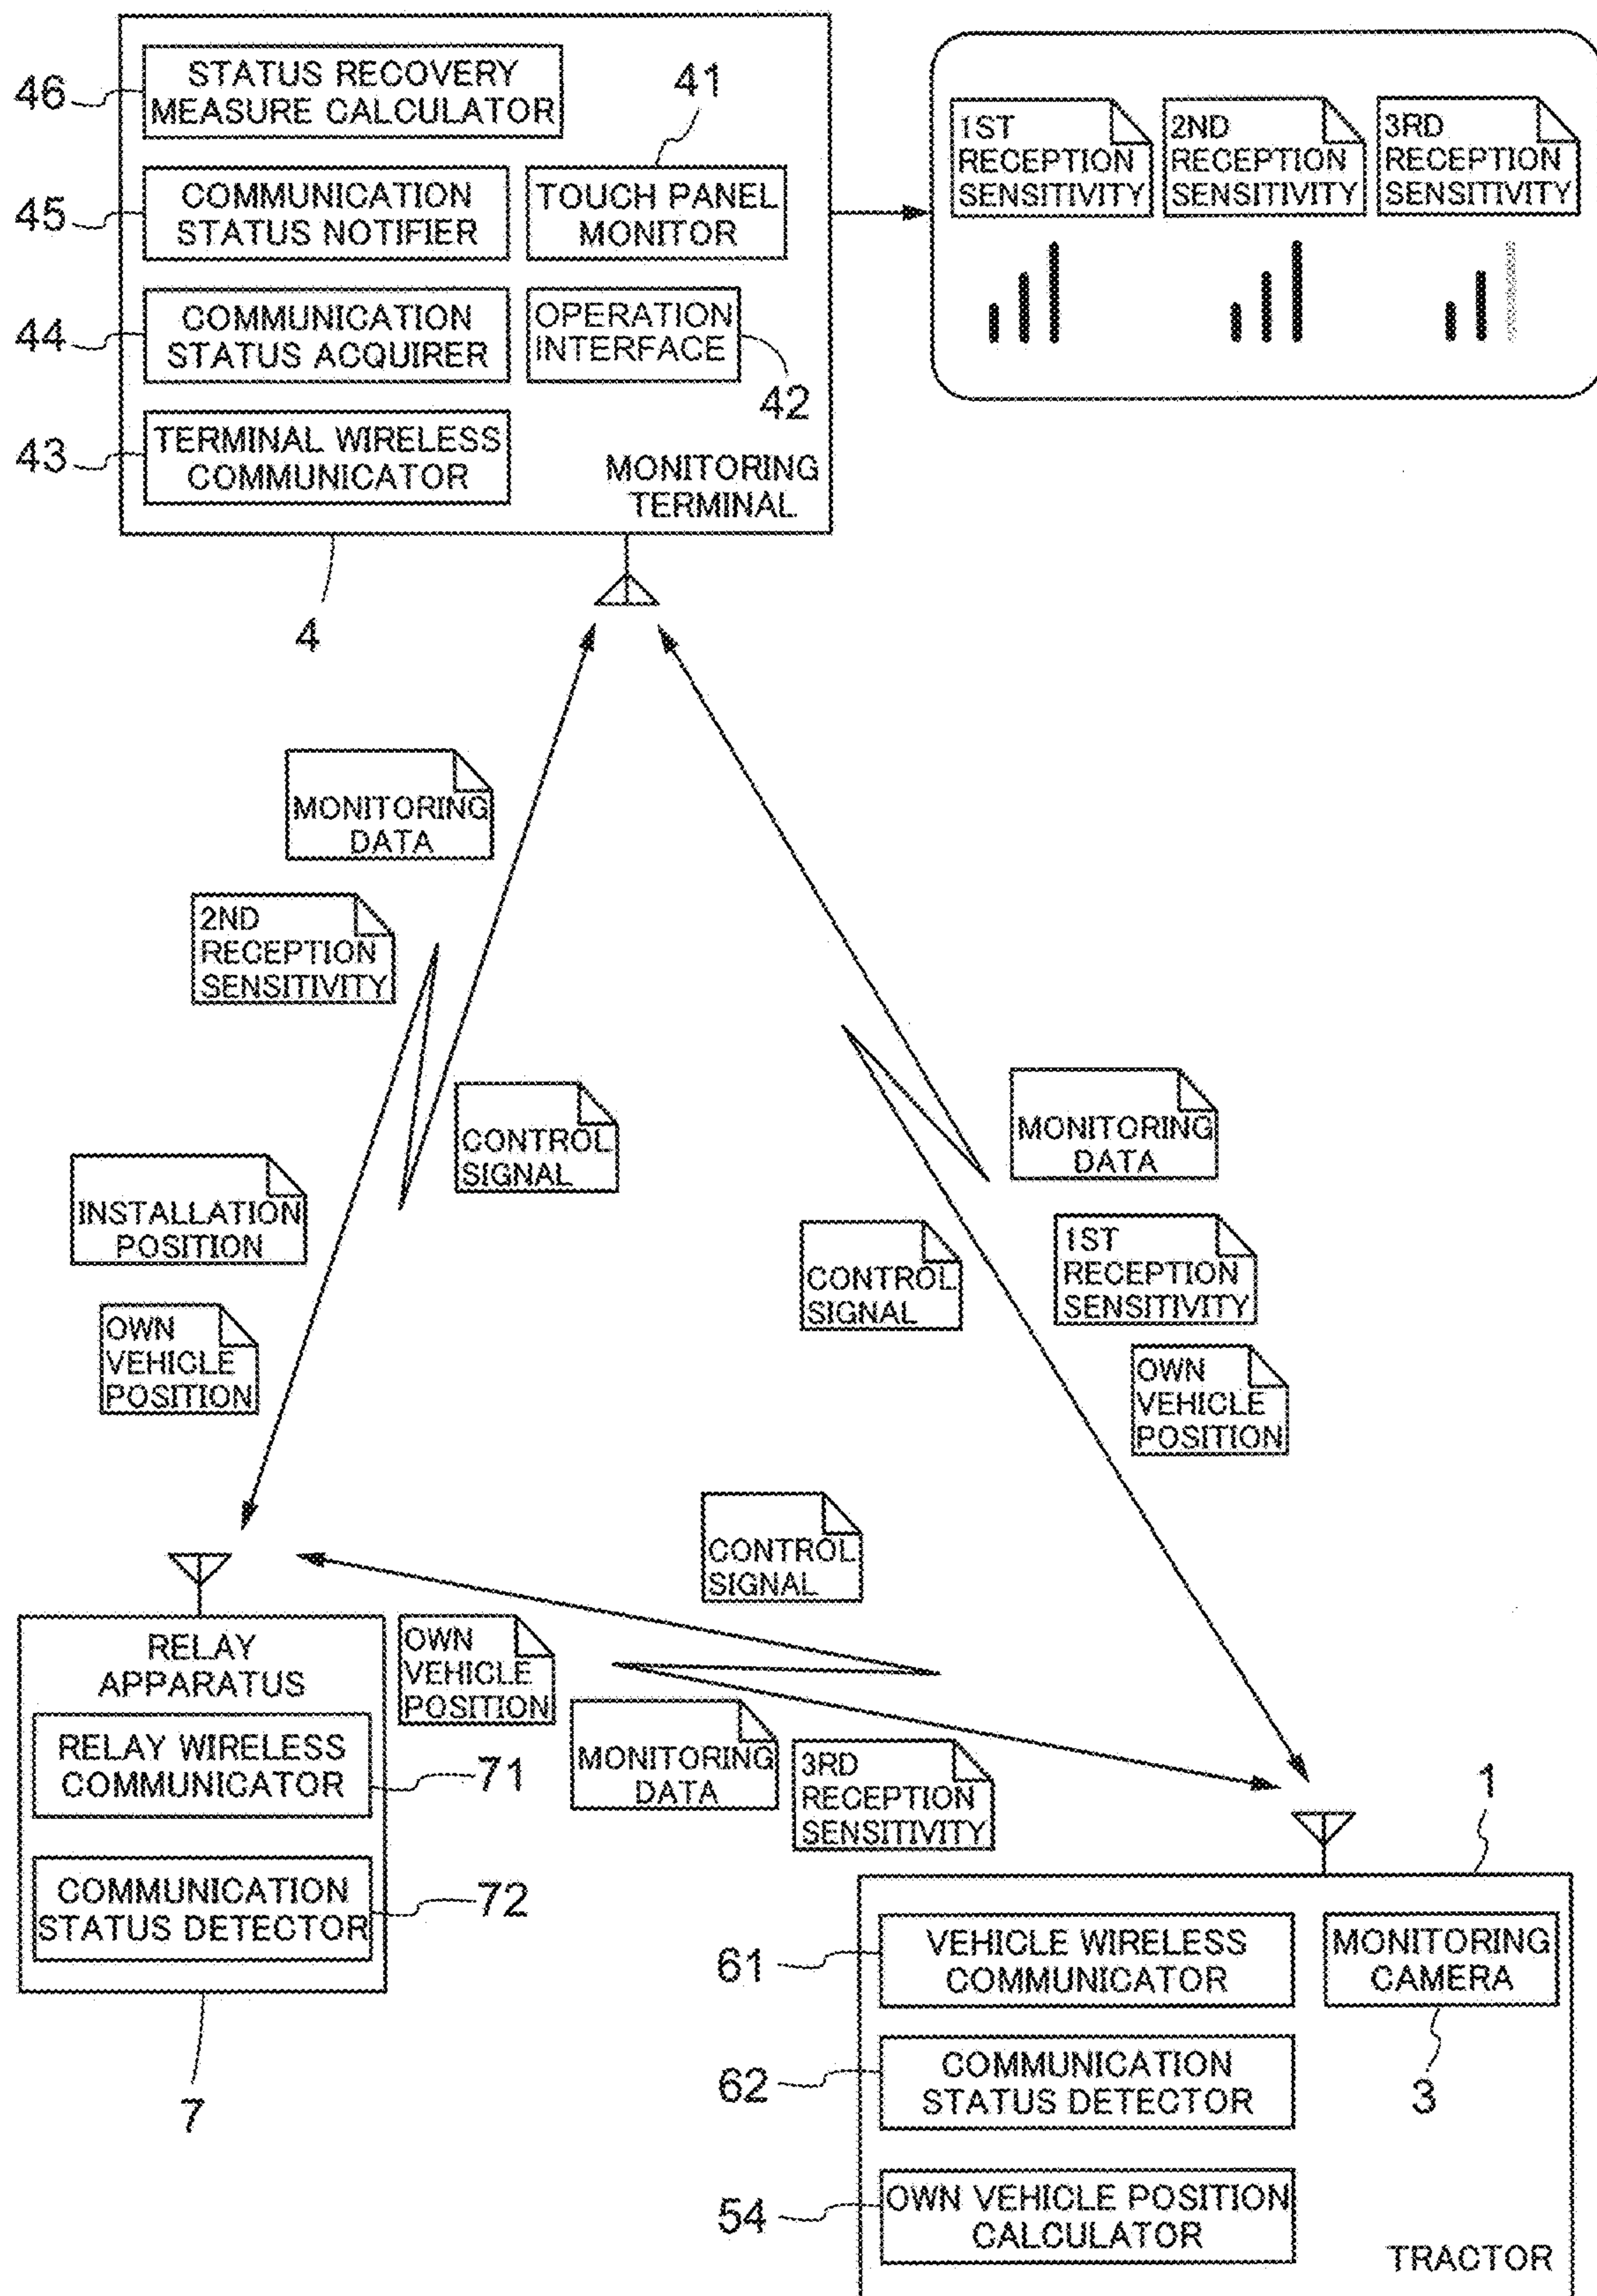 46
STATUS RECOVERY
MEASURE CALCULATOR
41
45
COMMUNICATION
STATUS NOTIFIER
TOUCH PANEL
MONITOR
44
COMMUNICATION
STATUS ACQUIRER
OPERATION
INTERFACE
42
43
TERMINAL WIRELESS
COMMUNICATOR
MONITORING
TERMINAL
4
1ST
RECEPTION
SENSITIVITY
2ND
RECEPTION
SENSITIVITY
3RD
RECEPTION
SENSITIVITY
MONITORING
DATA
2ND
RECEPTION
SENSITIVITY
CONTROL
SIGNAL
INSTALLATION
POSITION
OWN
VEHICLE
POSITION
MONITORING
DATA
CONTROL
SIGNAL
1ST
RECEPTION
SENSITIVITY
OWN
VEHICLE
POSITION
CONTROL
SIGNAL
OWN
VEHICLE
POSITION
MONITORING
DATA
3RD
RECEPTION
SENSITIVITY
RELAY
APPARATUS
RELAY WIRELESS
COMMUNICATOR
71
COMMUNICATION
STATUS DETECTOR
72
7
1
61
VEHICLE WIRELESS
COMMUNICATOR
MONITORING
CAMERA
3
62
COMMUNICATION
STATUS DETECTOR
54
OWN VEHICLE POSITION
CALCULATOR
TRACTOR